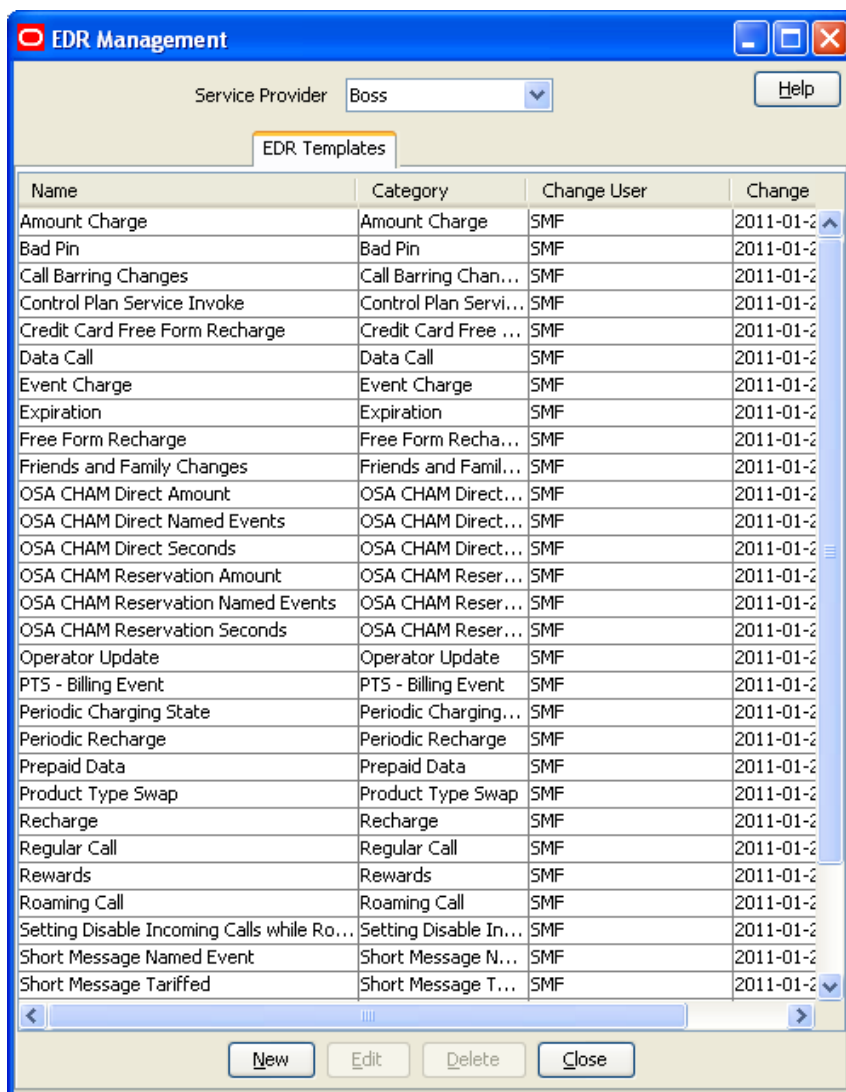 EDR Management
Service Provider Boss Help
EDR Templates
Name Category Change User Change
Amount Charge Amount Charge SMF 2011-01-2
Bad Pin Bad Pin SMF 2011-01-2
Call Barring Changes Call Barring Chan... SMF 2011-01-2
Control Plan Service Invoke Control Plan Servi... SMF 2011-01-2
Credit Card Free Form Recharge Credit Card Free ... SMF 2011-01-2
Data Call Data Call SMF 2011-01-2
Event Charge Event Charge SMF 2011-01-2
Expiration Expiration SMF 2011-01-2
Free Form Recharge Free Form Recha... SMF 2011-01-2
Friends and Family Changes Friends and Famil... SMF 2011-01-2
OSA CHAM Direct Amount OSA CHAM Direct... SMF 2011-01-2
OSA CHAM Direct Named Events OSA CHAM Direct... SMF 2011-01-2
OSA CHAM Direct Seconds OSA CHAM Direct... SMF 2011-01-2
OSA CHAM Reservation Amount OSA CHAM Reser... SMF 2011-01-2
OSA CHAM Reservation Named Events OSA CHAM Reser... SMF 2011-01-2
OSA CHAM Reservation Seconds OSA CHAM Reser... SMF 2011-01-2
Operator Update Operator Update SMF 2011-01-2
PTS - Billing Event PTS - Billing Event SMF 2011-01-2
Periodic Charging State Periodic Charging... SMF 2011-01-2
Periodic Recharge Periodic Recharge SMF 2011-01-2
Prepaid Data Prepaid Data SMF 2011-01-2
Product Type Swap Product Type Swap SMF 2011-01-2
Recharge Recharge SMF 2011-01-2
Regular Call Regular Call SMF 2011-01-2
Rewards Rewards SMF 2011-01-2
Roaming Call Roaming Call SMF 2011-01-2
Setting Disable Incoming Calls while Ro... Setting Disable In... SMF 2011-01-2
Short Message Named Event Short Message N... SMF 2011-01-2
Short Message Tariffed Short Message T... SMF 2011-01-2
New Edit Delete Close